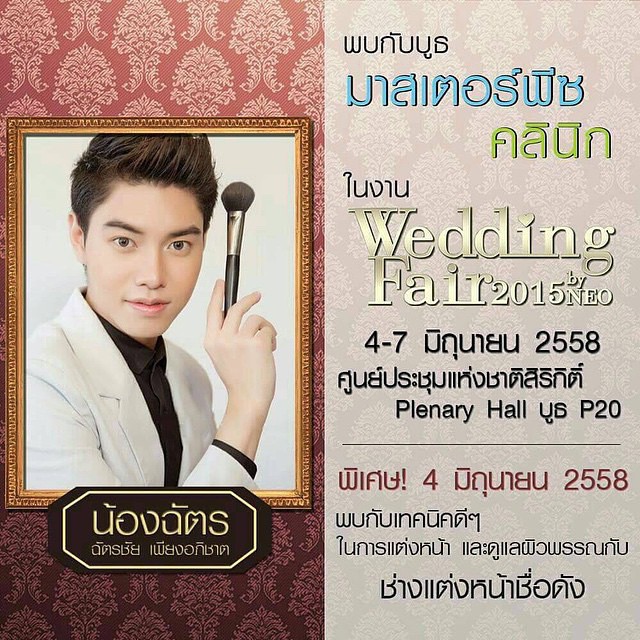 พบกับบูธ
มาสเตอร์พีซ
คลินิก
ในงาน
Wedding
Fair 2015 by NEO
4-7 มิถุนายน 2558
ศูนย์ประชุมแห่งชาติสิริกิติ์
Plenary Hall บูธ P20
พิเศษ! 4 มิถุนายน 2558
พบกับเทคนิคดีๆ
ในการแต่งหน้า และดูแลผิวพรรณกับ
ช่างแต่งหน้าชื่อดัง
น้องฉัตร
ฉัตรชัย เพียงอภิชาต